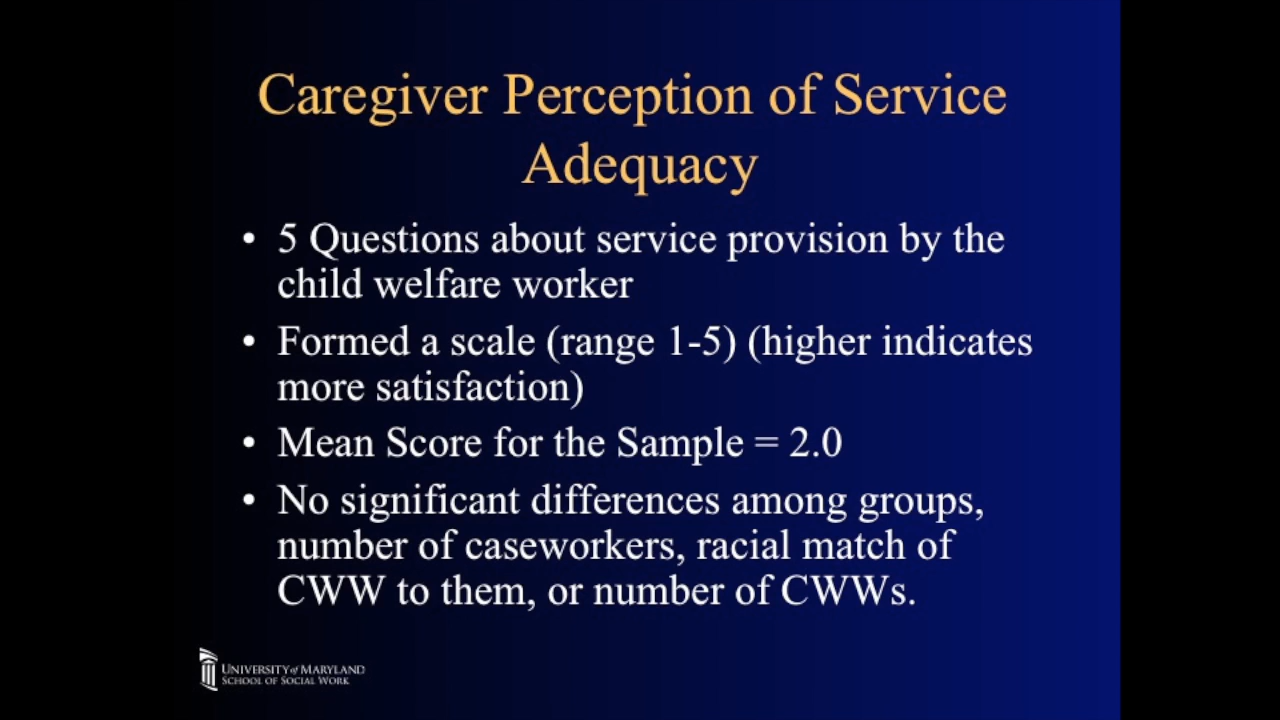 Caregiver Perception of Service
Adequacy
• 5 Questions about service provision by the
child welfare worker
• Formed a scale (range 1-5) (higher indicates
more satisfaction)
• Mean Score for the Sample = 2.0
• No significant differences among groups,
number of caseworkers, racial match of
CWW to them, or number of CWWs.
UNIVERSITY of MARYLAND
SCHOOL OF SOCIAL WORK